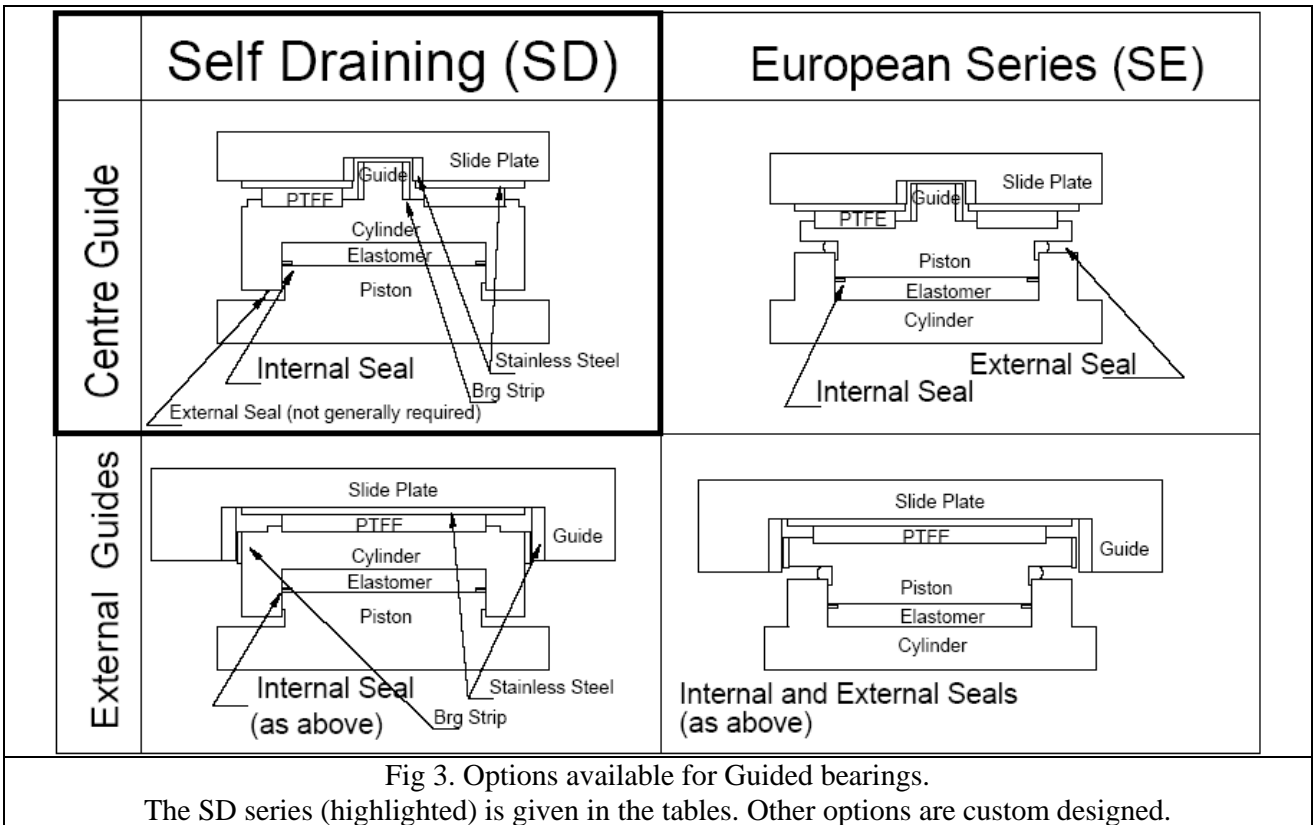 Self Draining (SD)
European Series (SE)
Centre Guide
Slide Plate
Guide
PTFE
Cylinder
Elastomer
Piston
Internal Seal
Stainless Steel
Brg Strip
External Seal (not generally required)
Slide Plate
Guide
PTFE
Piston
Elastomer
Cylinder
External Seal
Internal Seal
External Guides
Slide Plate
PTFE
Guide
Cylinder
Elastomer
Piston
Internal Seal
(as above)
Stainless Steel
Brg Strip
Slide Plate
PTFE
Guide
Piston
Elastomer
Cylinder
Internal and External Seals
(as above)
Fig 3. Options available for Guided bearings.
The SD series (highlighted) is given in the tables. Other options are custom designed.